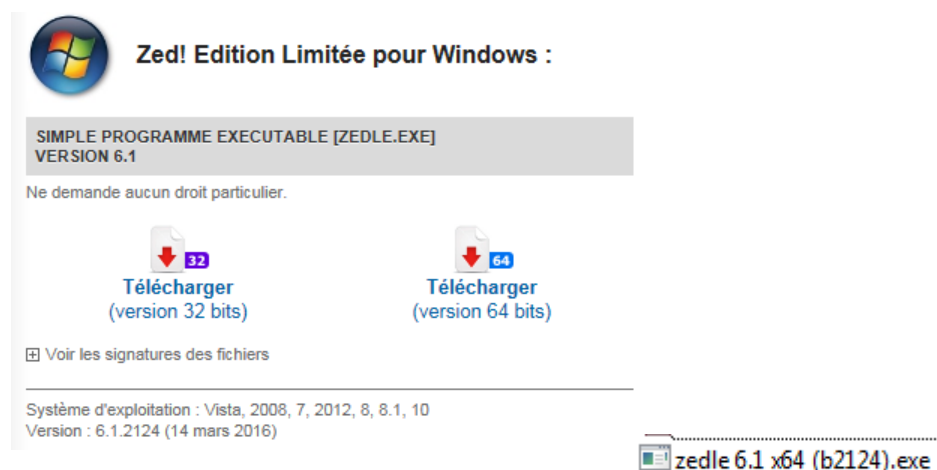 Zed! Edition Limitée pour Windows :
SIMPLE PROGRAMME EXECUTABLE [ZEDLE.EXE]
VERSION 6.1
Ne demande aucun droit particulier.
32
64
Télécharger
Télécharger
(version 32 bits)
(version 64 bits)
Voir les signatures des fichiers
Système d'exploitation : Vista, 2008, 7, 2012, 8, 8.1, 10
Version : 6.1.2124 (14 mars 2016)
zedle 6.1 x64 (b2124).exe